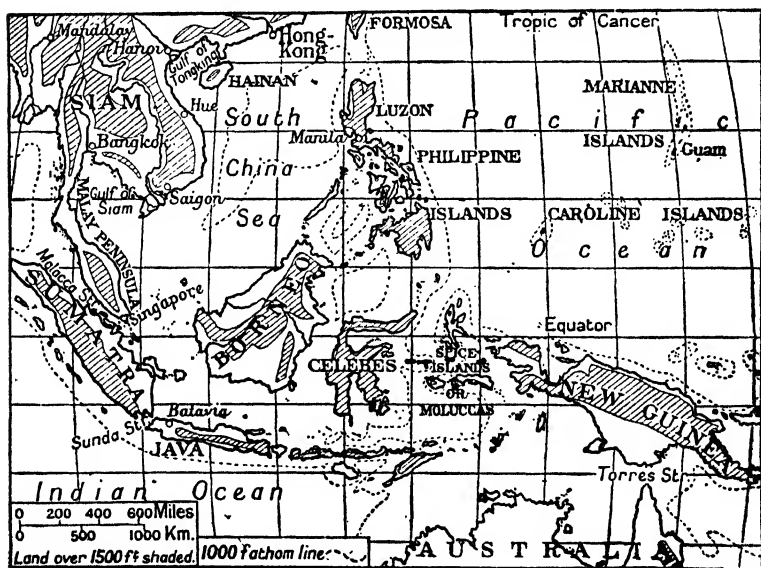 FORMOSA
Tropic of Cancer
Mandalay
Hanoi
Gulf of
Tongking
Hong-
Kong
HAINAN
MARIANNE
SIAM
Hue
South
LUZON
Pacific
Manila
ISLANDS
Bangkok
Guam
China
PHILIPPINE
Gulf of
Siam
Saigon
Sea
ISLANDS
CAROLINE ISLANDS
MALAY PENINSULA
Ocean
Molacca St.
Singapore
SUMATRA
BORNEO
Equator
CELEBES
SPICE
ISLANDS
OR
MOLUCCAS
NEW GUINEA
Batavia
Sunda St.
JAVA
Torres St
Indian Ocean
0 200 400 600 Miles
0 500 1000 Km.
Land over 1500 ft shaded.
1000 fathom line
AUSTRALIA